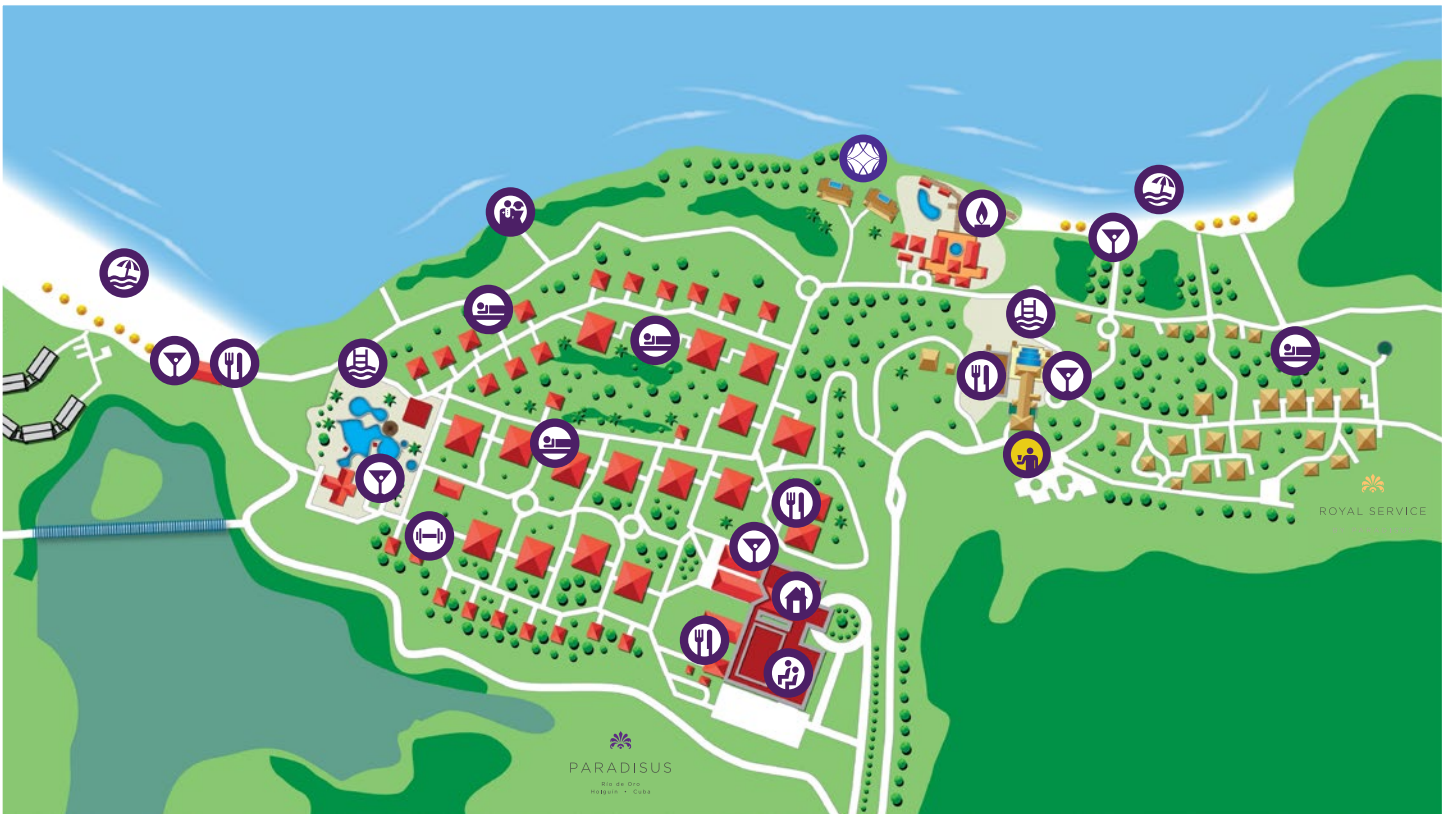 ROYAL SERVICE
PARADISUS
Río de Oro
Holguín • Cuba